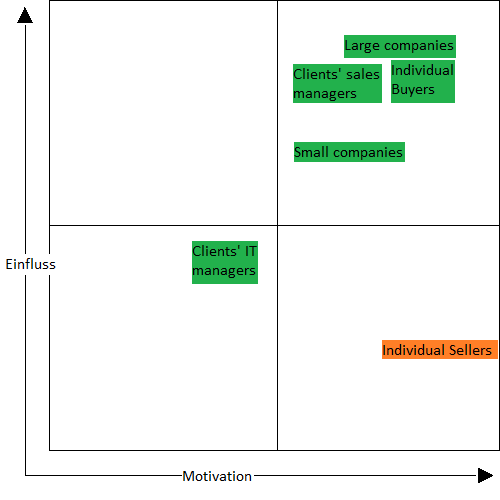 Large companies
Clients' sales
managers
Individual
Buyers
Small companies
Clients' IT
managers
Einfluss
Individual Sellers
Motivation